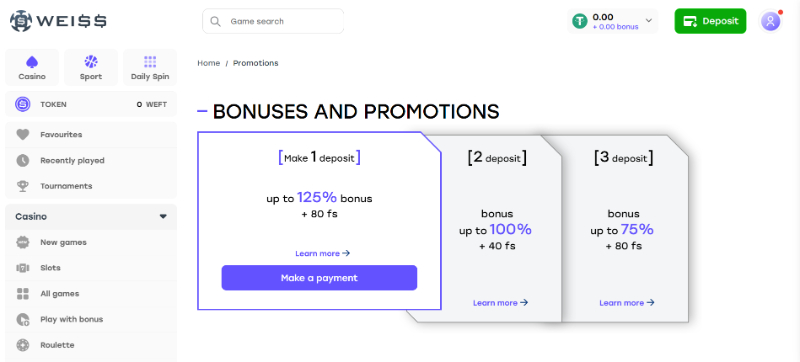 WEI$$
Game search
T
0.00
+ 0.00 bonus
Deposit
Casino
Sport
Daily Spin
Home / Promotions
TOKEN
0 WEFT
Favourites
Recently played
Tournaments
Casino
New games
Slots
All games
Play with bonus
Roulette
BONUSES AND PROMOTIONS
[Make 1 deposit]
up to 125% bonus
+ 80 fs
Learn more →
Make a payment
[2 deposit]
bonus
up to 100%
+ 40 fs
Learn more →
[3 deposit]
bonus
up to 75%
+ 80 fs
Learn more →